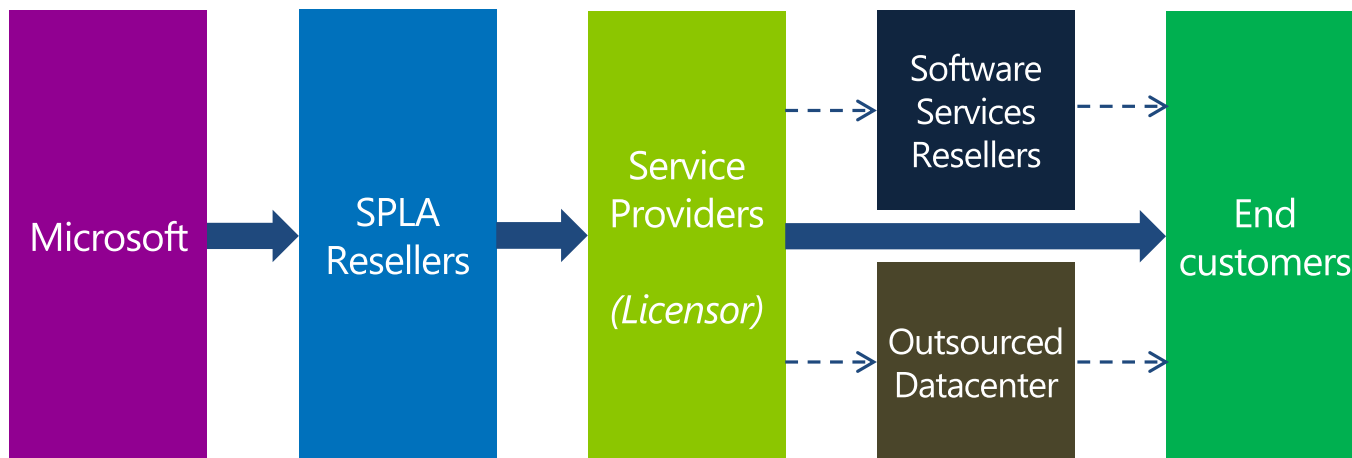 Microsoft
SPLA
Resellers
Service
Providers
(Licensor)
Software
Services
Resellers
Outsourced
Datacenter
End
customers